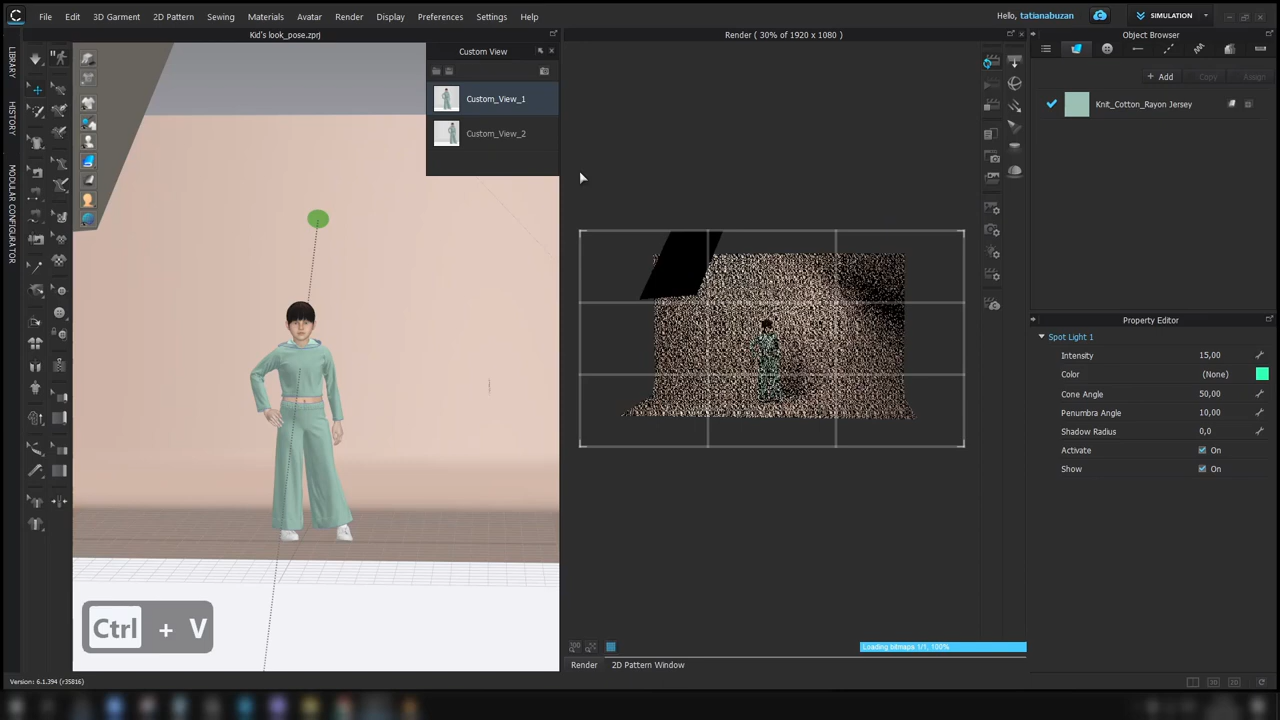 File Edit 3D Garment 2D Pattern Sewing Materials Avatar Render Display Preferences Settings Help
Hello, tatianabuzan SIMULATION
Kid's look_pose.zprj
Render ( 30% of 1920 x 1080 )
Object Browser
LIBRARY
HISTORY
MODULAR CONFIGURATOR
Custom View
Custom_View_1
Custom_View_2
+ Add Copy Assign
Knit_Cotton_Rayon Jersey
Property Editor
Spot Light 1
Intensity 15,00
Color (None)
Cone Angle 50,00
Penumbra Angle 10,00
Shadow Radius 0,0
Activate On
Show On
Ctrl + V
Loading bitmaps 1/1, 100%
Render 2D Pattern Window
Version: 6.1.394 (r35816)
3D 2D